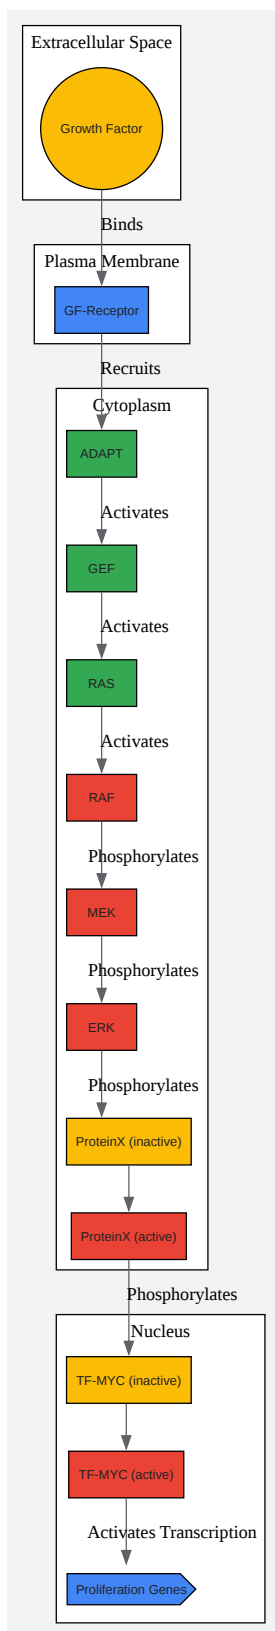 Extracellular Space
Growth Factor
Binds
Plasma Membrane
GF-Receptor
Recruits
Cytoplasm
ADAPT
Activates
GEF
Activates
RAS
Activates
RAF
Phosphorylates
MEK
Phosphorylates
ERK
Phosphorylates
ProteinX (inactive)
ProteinX (active)
Phosphorylates
Nucleus
TF-MYC (inactive)
TF-MYC (active)
Activates Transcription
Proliferation Genes